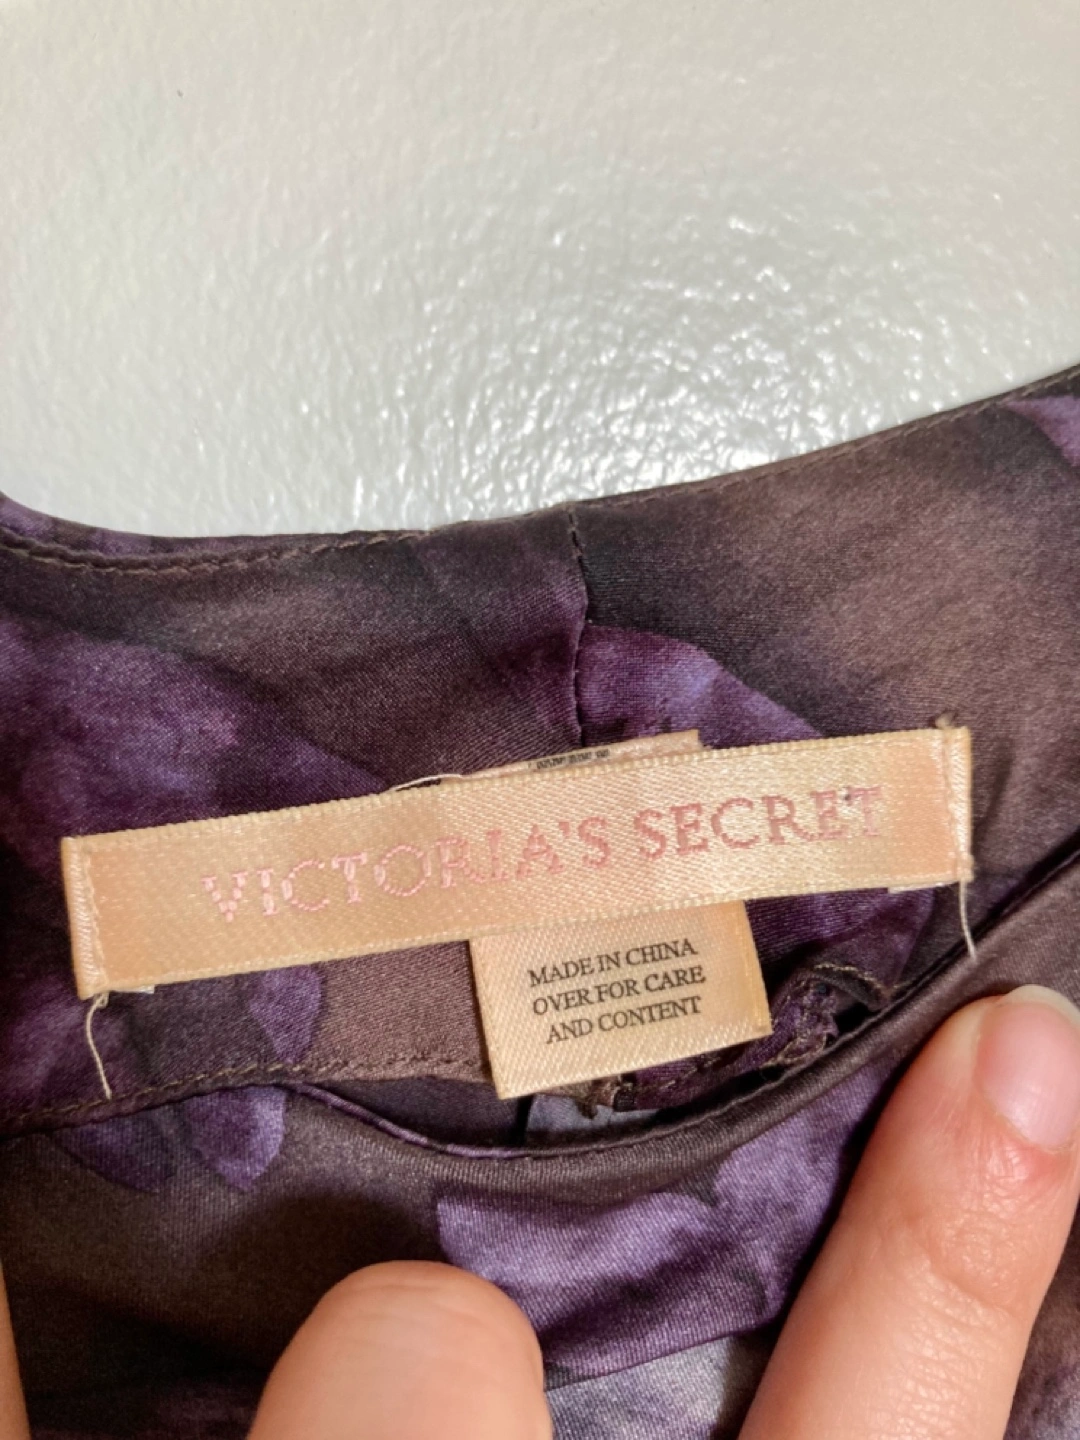 VICTORIA'S SECRET
MADE IN CHINA
OVER FOR CARE
AND CONTENT